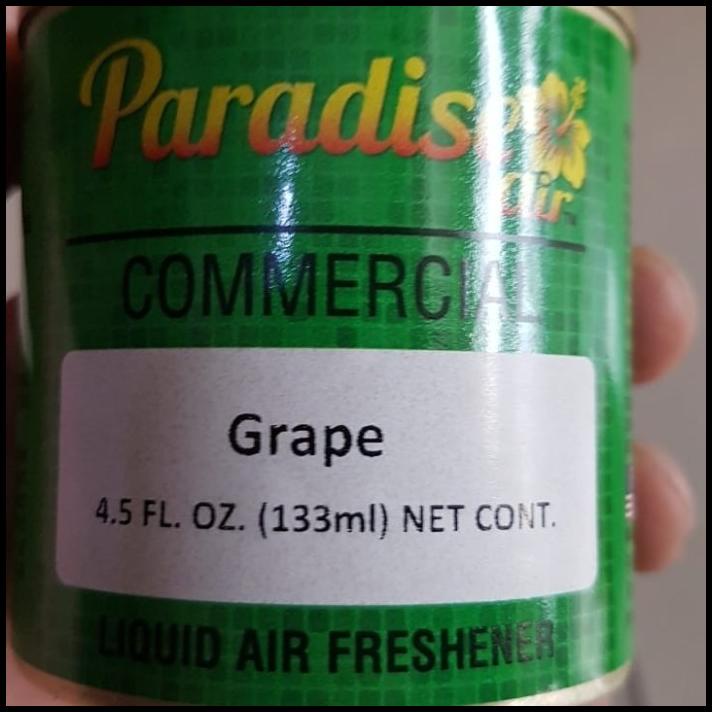 Paradise
Air
COMMERCIAL
Grape
4.5 FL. OZ. (133ml) NET CONT.
LIQUID AIR FRESHENER